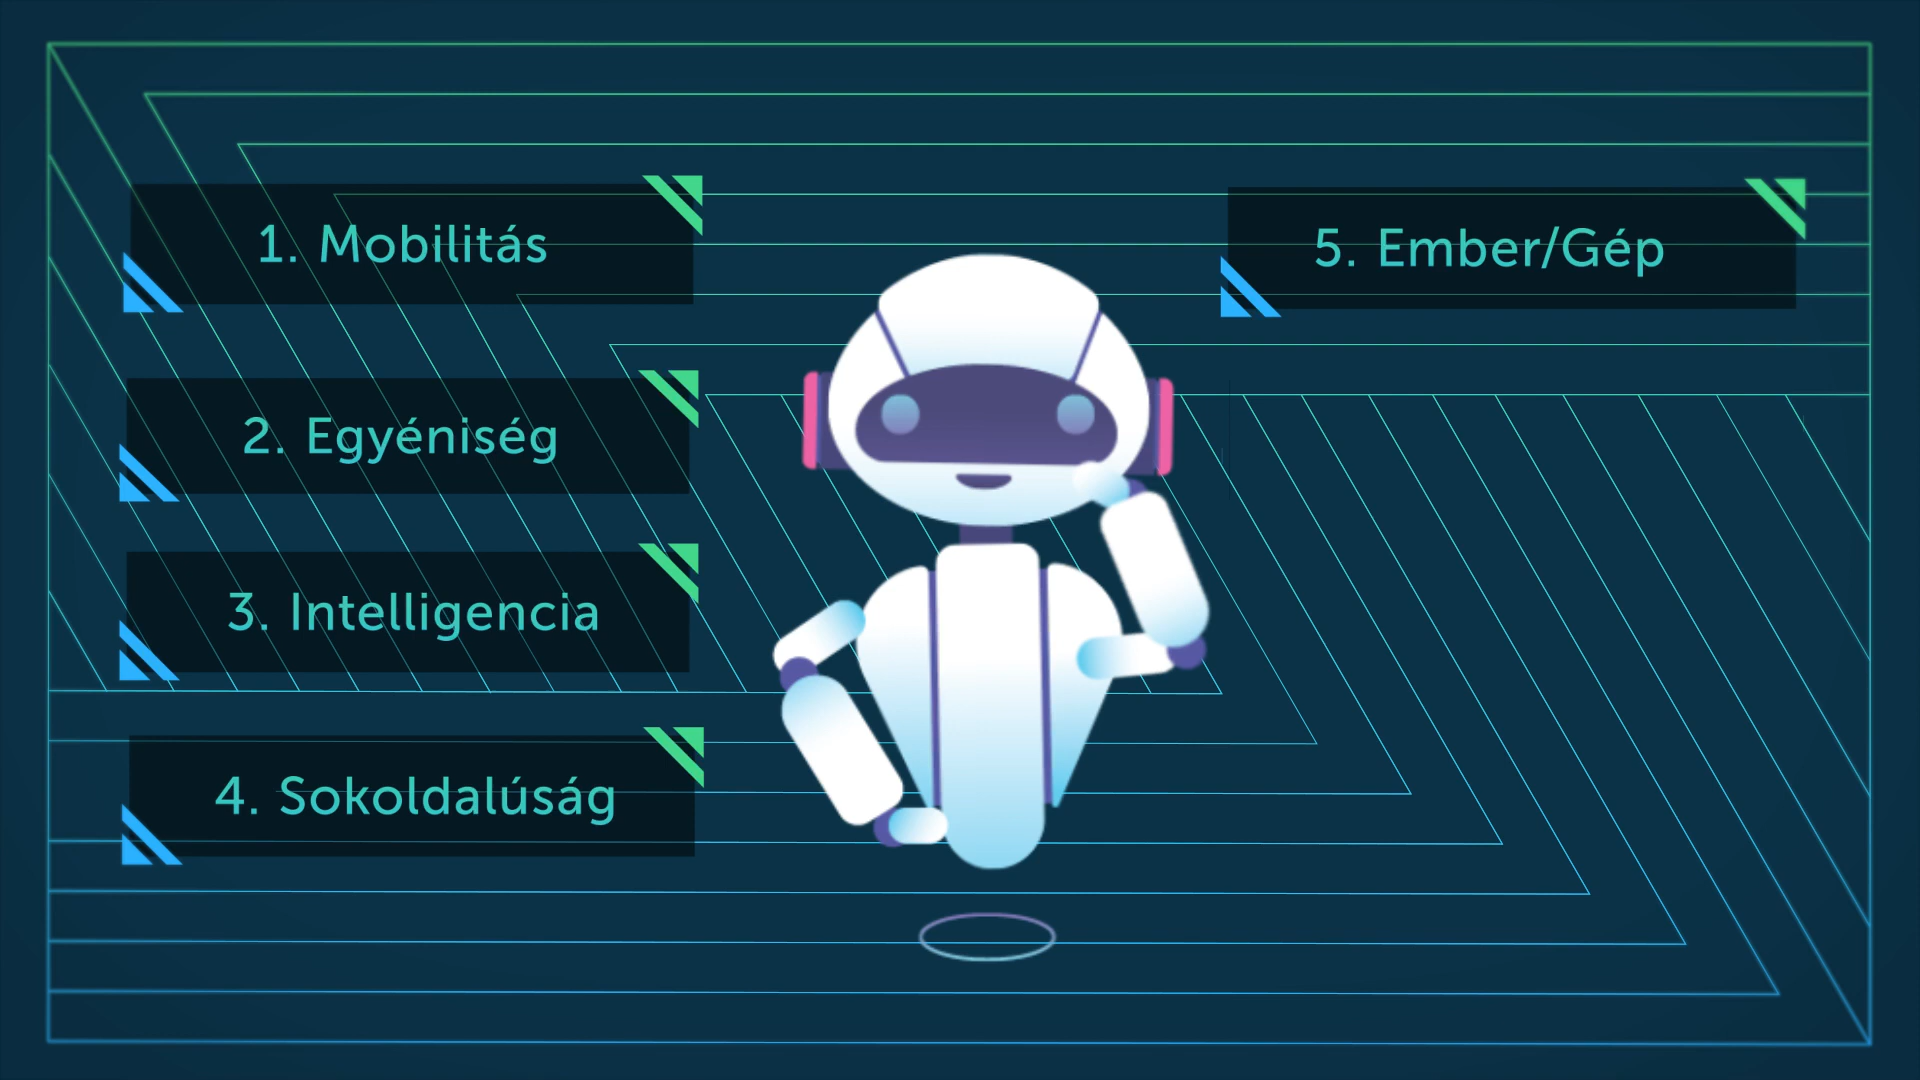 1. Mobilitás
2. Egyéniség
3. Intelligencia
4. Sokoldalúság
5. Ember/Gép